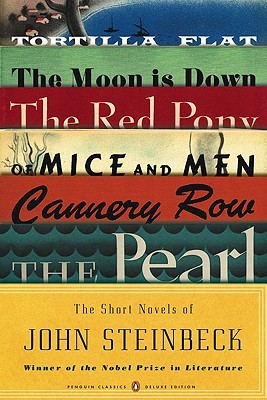 TORTILLA FLAT
The Moon is Down
The Red Pony
OF MICE AND MEN
Cannery Row
THE Pearl
The Short Novels of
JOHN STEINBECK
Winner of the Nobel Prize in Literature
PENGUIN CLASSICS DELUXE EDITION